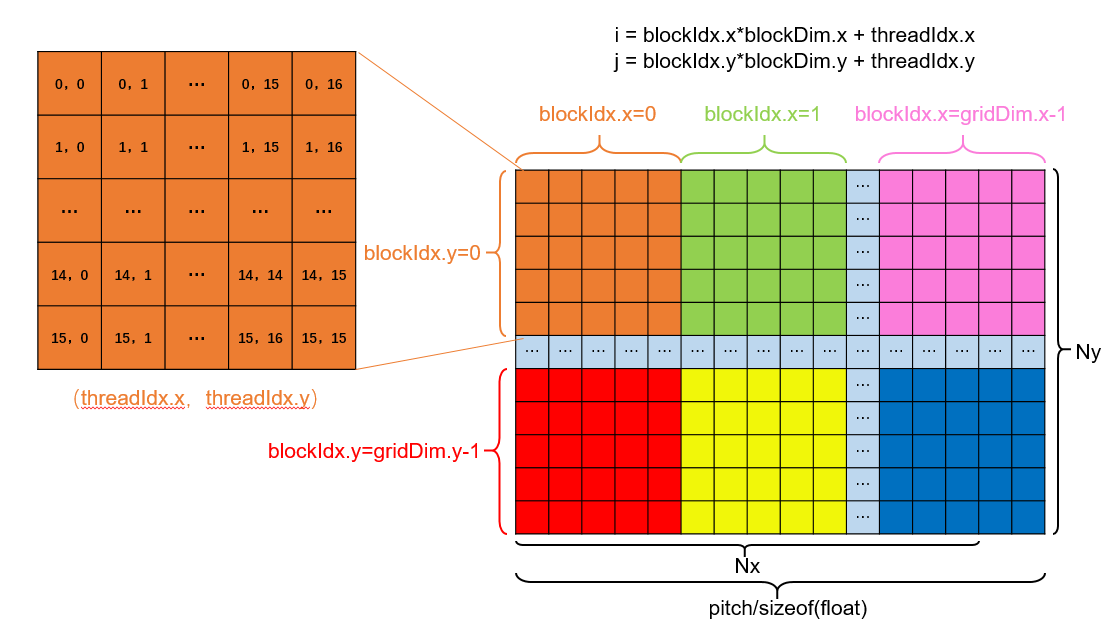 i = blockIdx.x*blockDim.x + threadIdx.x
j = blockIdx.y*blockDim.y + threadIdx.y
blockIdx.x=0 blockIdx.x=1 blockIdx.x=gridDim.x-1
0, 0 0, 1 ... 0, 15 0, 16
1, 0 1, 1 ... 1, 15 1, 16
... ... ... ... ...
14, 0 14, 1 ... 14, 14 14, 15
15, 0 15, 1 ... 15, 16 15, 15
(threadIdx.x, threadIdx.y)
blockIdx.y=0
...
...
...
...
...
... ... ... ... ... ... ... ... ... ... ... ... ... ... ... ...
Ny
blockIdx.y=gridDim.y-1
...
...
...
...
...
Nx
pitch/sizeof(float)